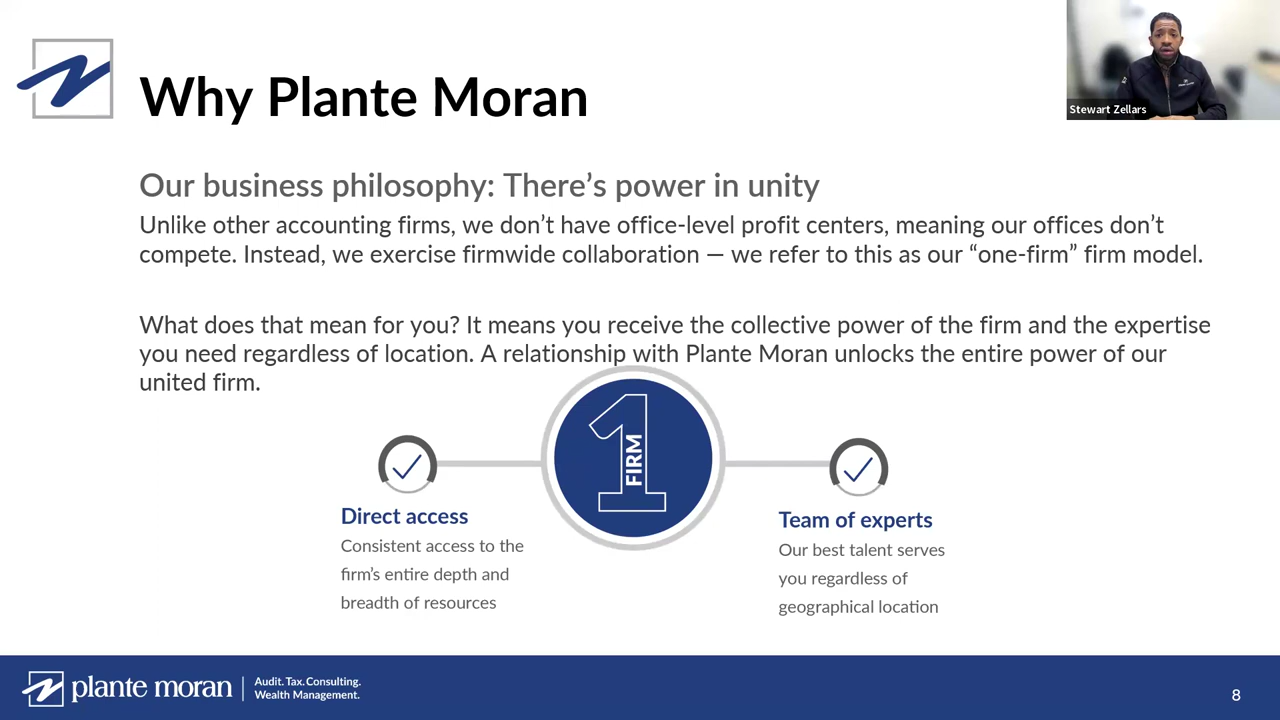 Why Plante Moran
Stewart Zellars
Our business philosophy: There’s power in unity
Unlike other accounting firms, we don’t have office-level profit centers, meaning our offices don’t
compete. Instead, we exercise firmwide collaboration — we refer to this as our “one-firm” firm model.
What does that mean for you? It means you receive the collective power of the firm and the expertise
you need regardless of location. A relationship with Plante Moran unlocks the entire power of our
united firm.
1
FIRM
Direct access
Consistent access to the
firm’s entire depth and
breadth of resources
Team of experts
Our best talent serves
you regardless of
geographical location
plante moran
Audit. Tax. Consulting.
Wealth Management.
8